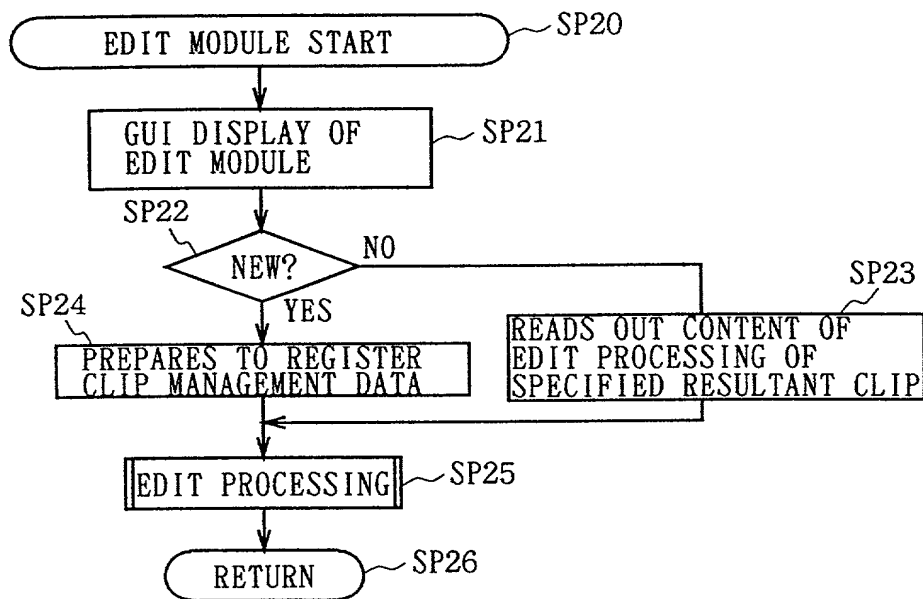 EDIT MODULE START
SP20
GUI DISPLAY OF
EDIT MODULE
SP21
SP22
NEW?
NO
YES
SP23
READS OUT CONTENT OF
EDIT PROCESSING OF
SPECIFIED RESULTANT CLIP
SP24
PREPARES TO REGISTER
CLIP MANAGEMENT DATA
EDIT PROCESSING
SP25
RETURN
SP26